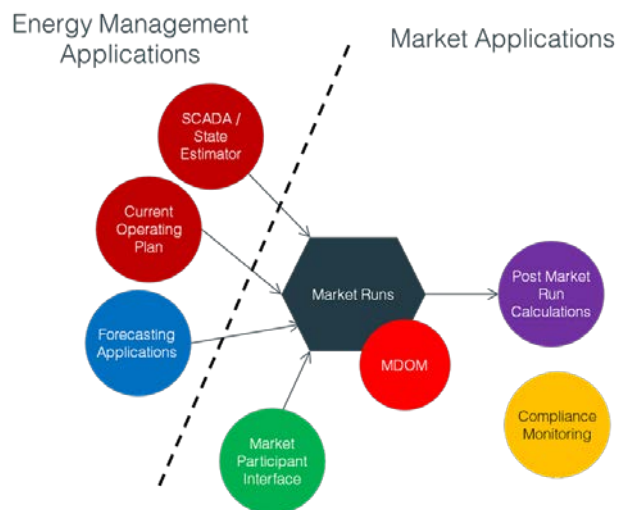 Energy Management
Applications
Market Applications
SCADA /
State
Estimator
Current
Operating
Plan
Forecasting
Applications
Market Runs
Post Market
Run
Calculations
MDOM
Compliance
Monitoring
Market
Participant
Interface